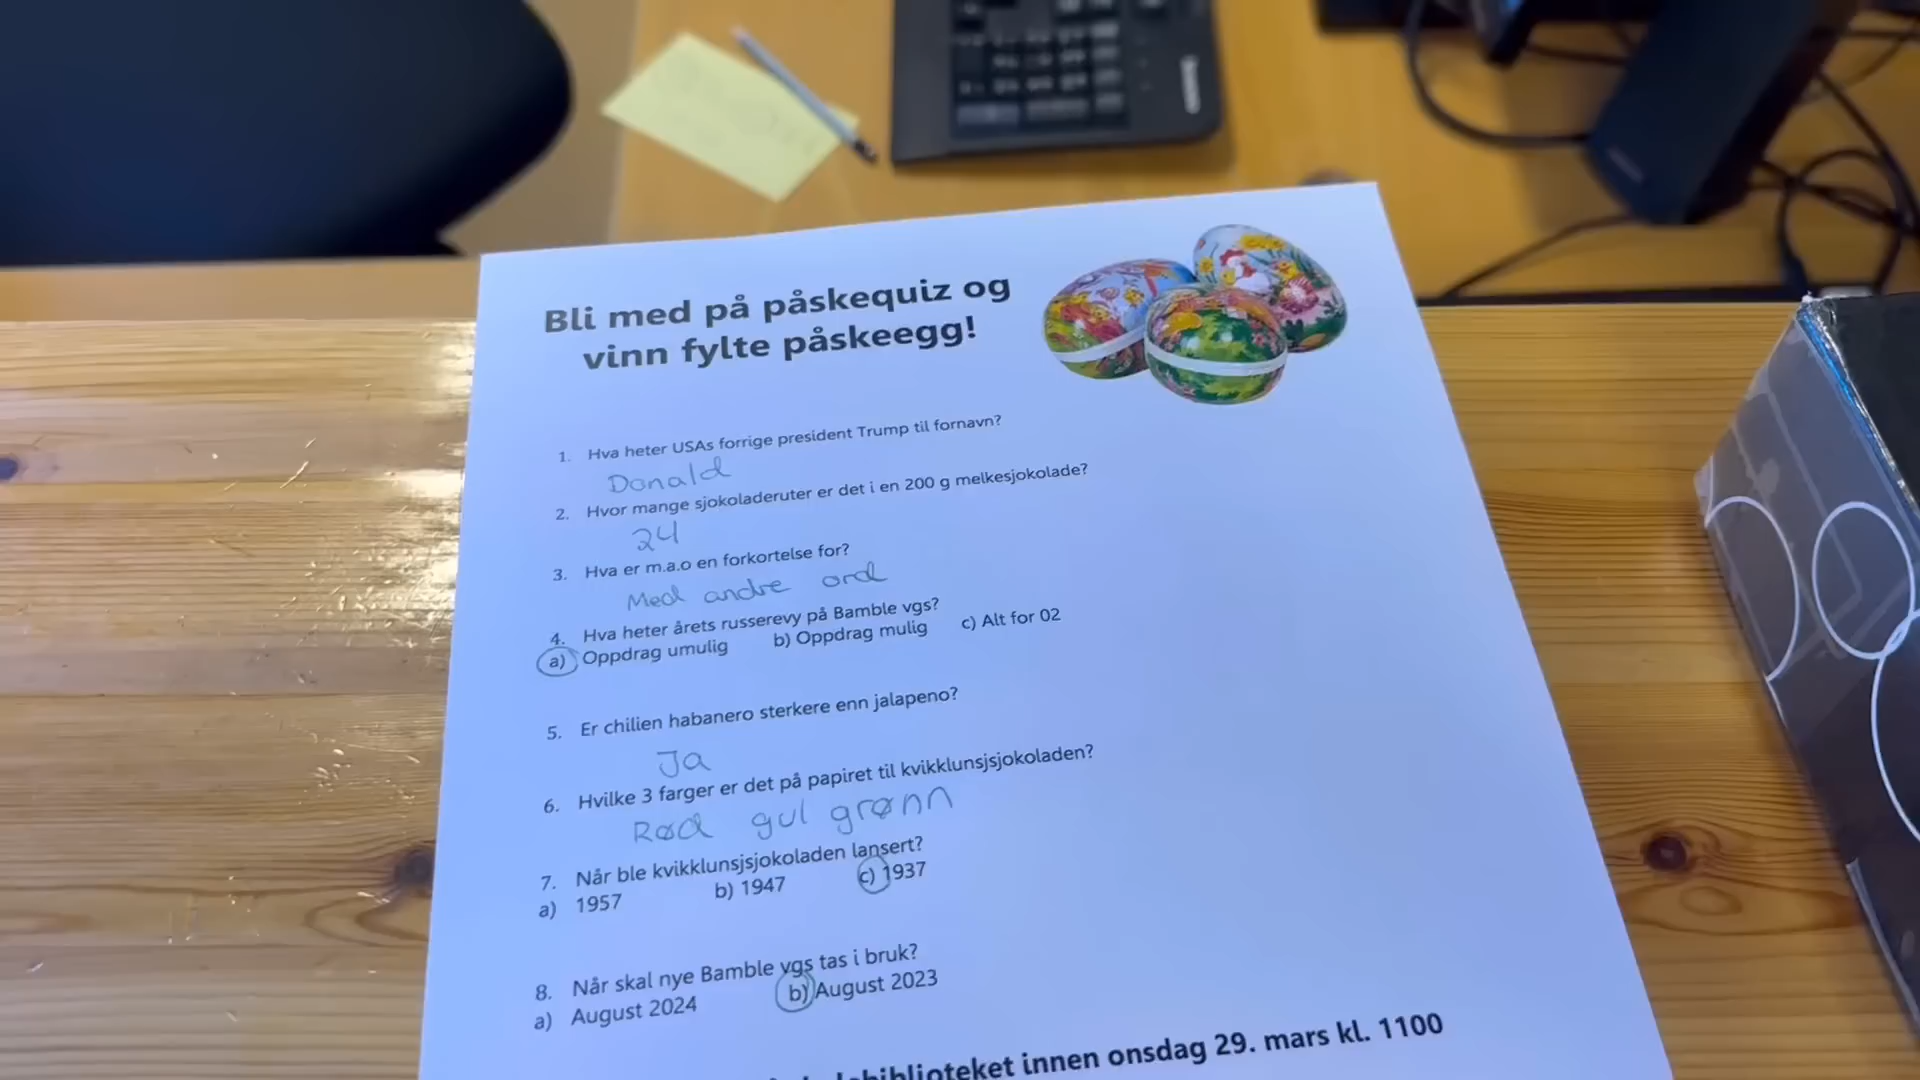 Bli med på påskequiz og
vinn fylte påskeegg!
1. Hva heter USAs forrige president Trump til fornavn?
Donald
2. Hvor mange sjokoladeruter er det i en 200 g melkesjokolade?
24
3. Hva er m.a.o en forkortelse for?
Med andre ord
4. Hva heter årets russerevy på Bamble vgs?
a) Oppdrag umulig b) Oppdrag mulig c) Alt for 02
5. Er chilien habanero sterkere enn jalapeno?
Ja
6. Hvilke 3 farger er det på papiret til kvikklunsjsjokoladen?
Rød gul grønn
7. Når ble kvikklunsjsjokoladen lansert?
a) 1957 b) 1947 c) 1937
8. Når skal nye Bamble vgs tas i bruk?
a) August 2024 b) August 2023
innen onsdag 29. mars kl. 1100